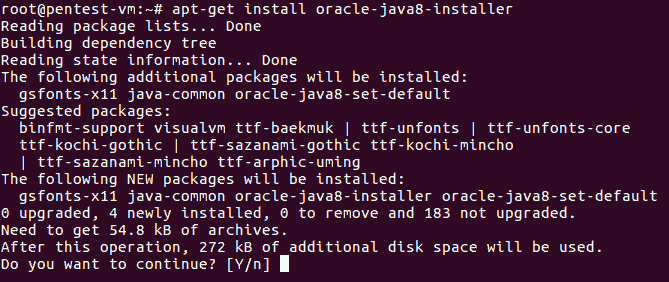 root@pentest-vm:~# apt-get install oracle-java8-installer
Reading package lists... Done
Building dependency tree
Reading state information... Done
The following additional packages will be installed:
  gsfonts-x11 java-common oracle-java8-set-default
Suggested packages:
  binfmt-support visualvm ttf-baekmuk | ttf-unfonts | ttf-unfonts-core
  ttf-kochi-gothic | ttf-sazanami-gothic ttf-kochi-mincho
  | ttf-sazanami-mincho ttf-arphic-uming
The following NEW packages will be installed:
  gsfonts-x11 java-common oracle-java8-installer oracle-java8-set-default
0 upgraded, 4 newly installed, 0 to remove and 183 not upgraded.
Need to get 54.8 kB of archives.
After this operation, 272 kB of additional disk space will be used.
Do you want to continue? [Y/n]